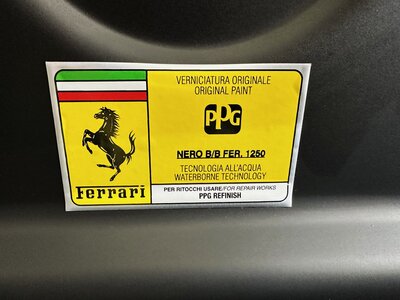 VERNICIATURA ORIGINALE
ORIGINAL PAINT
PPG
NERO B/B FER. 1250
TECNOLOGIA ALL'ACQUA
WATERBORNE TECHNOLOGY
Ferrari
PER RITOCCHI USARE/FOR REPAIR WORKS
PPG REFINISH